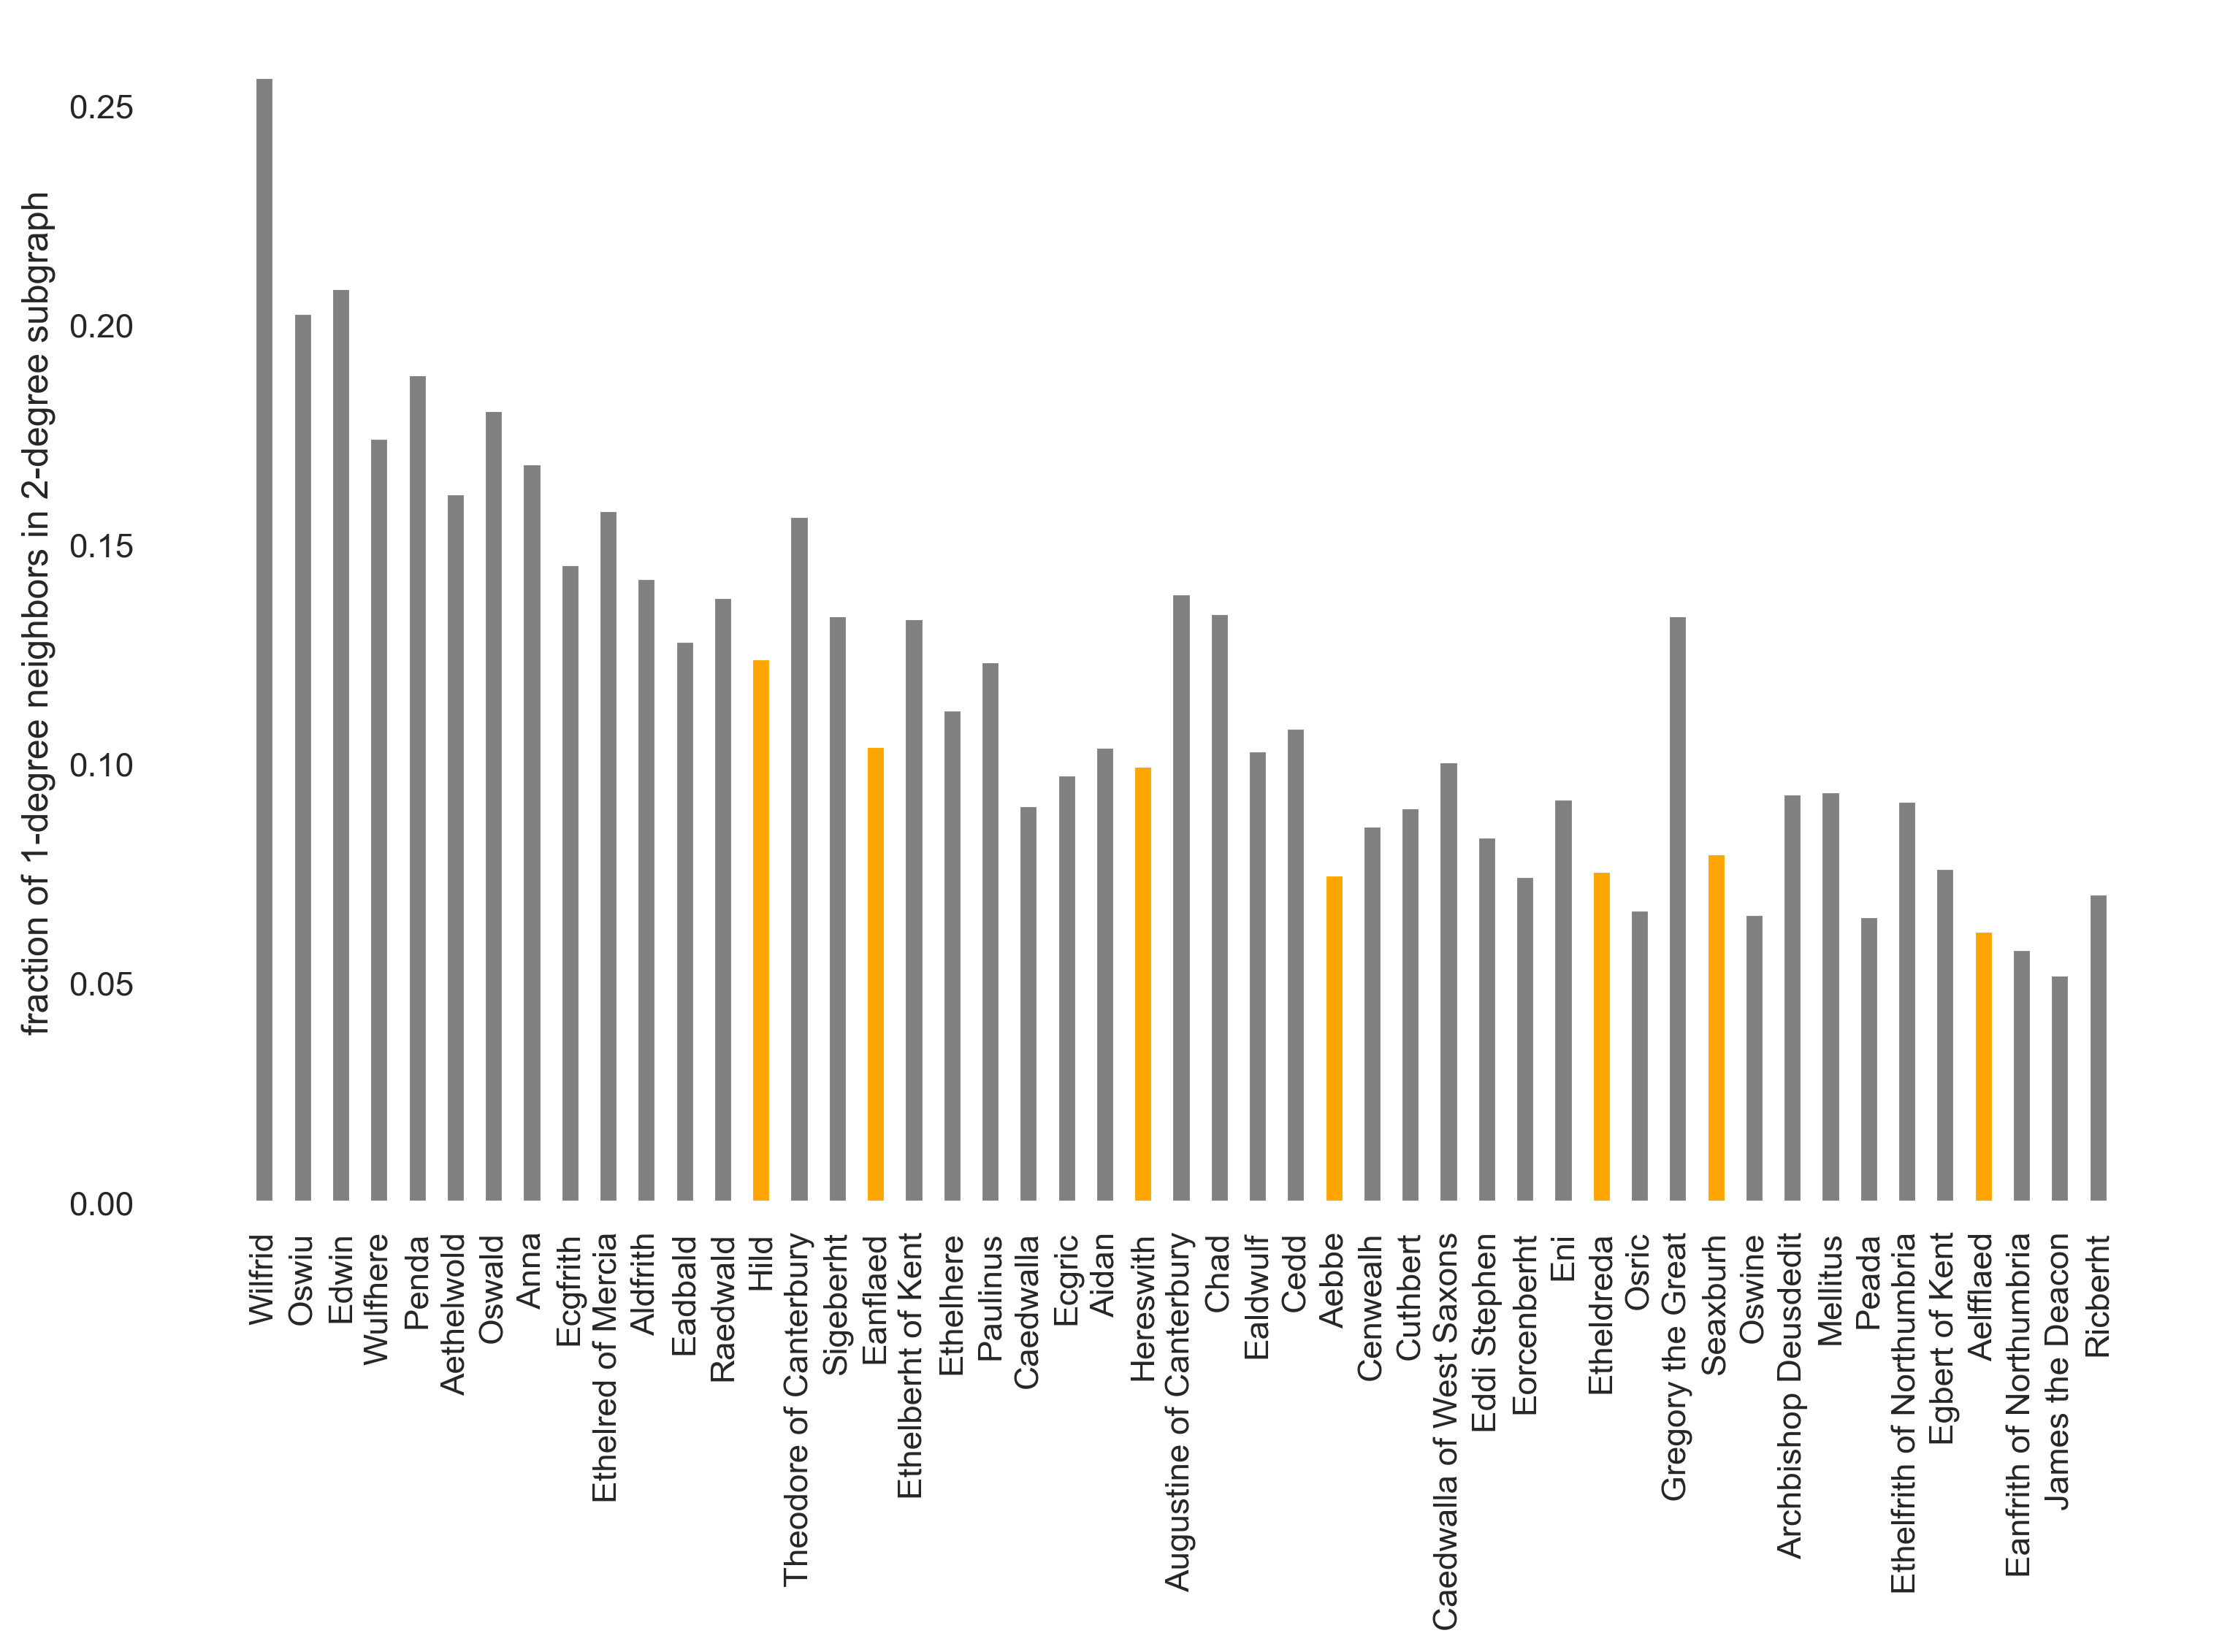 fraction of 1-degree neighbors in 2-degree subgraph
0.25
0.20
0.15
0.10
0.05
0.00
Wilfrid
Oswiu
Edwin
Wulfhere
Penda
Aethelwold
Oswald
Anna
Ecgfrith
Ethelred of Mercia
Aldfrith
Eadbald
Raedwald
Hild
Theodore of Canterbury
Sigeberht
Eanflaed
Ethelberht of Kent
Ethelhere
Paulinus
Caedwalla
Ecgric
Aidan
Hereswith
Augustine of Canterbury
Chad
Ealdwulf
Cedd
Aebbe
Cenwealh
Cuthbert
Caedwalla of West Saxons
Eddi Stephen
Eorcenberht
Eni
Etheldreda
Osric
Gregory the Great
Seaxburh
Oswine
Archbishop Deusdedit
Mellitus
Peada
Ethelfrith of Northumbria
Egbert of Kent
Aelfflaed
Eanfrith of Northumbria
James the Deacon
Ricberht